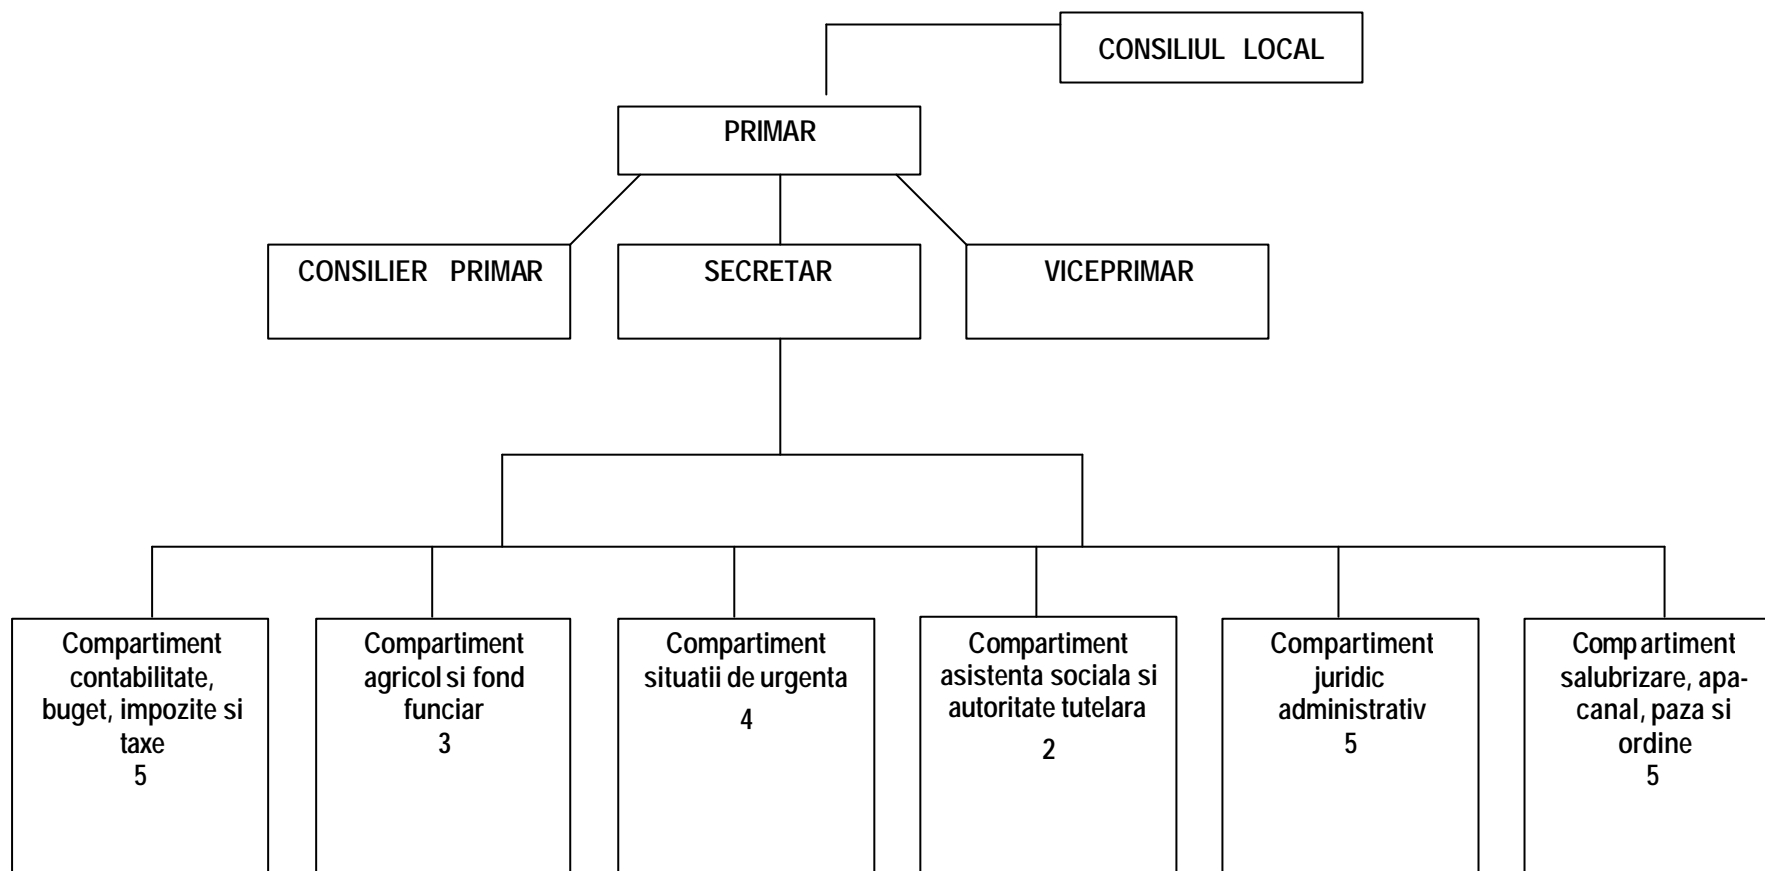 CONSILIUL LOCAL
PRIMAR
CONSILIER PRIMAR
SECRETAR
VICEPRIMAR
Compartiment
contabilitate,
buget, impozite si
taxe
5
Compartiment
agricol si fond
funciar
3
Compartiment
situatii de urgenta
4
Compartiment
asistenta sociala si
autoritate tutelara
2
Compartiment
juridic
administrativ
5
Compartiment
salubrizare, apa-
canal, paza si
ordine
5